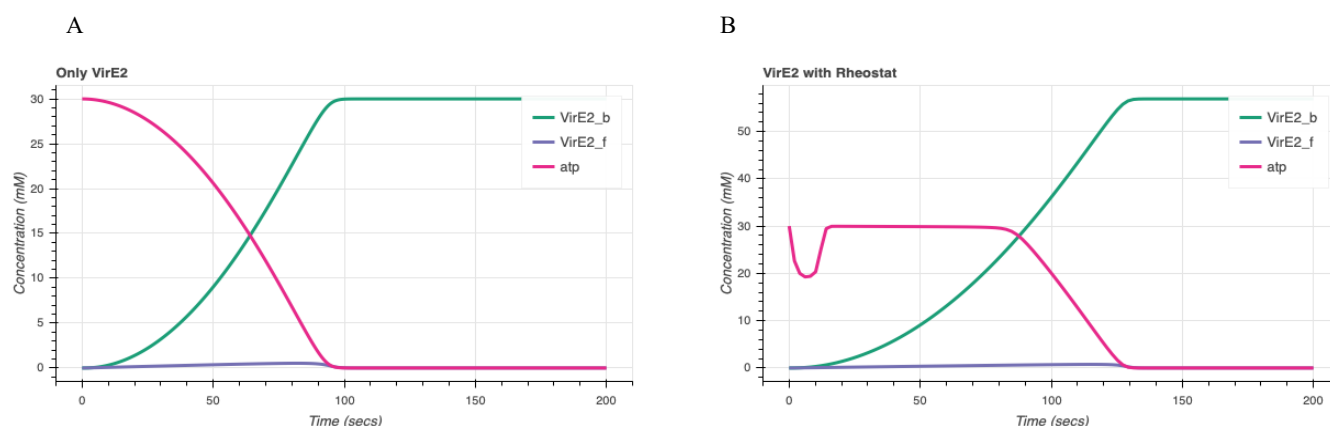 A
Only VirE2
Concentration (mM)
30
25
20
15
10
5
0
VirE2_b
VirE2_f
atp
0 50 100 150 200
Time (secs)
B
VirE2 with Rheostat
Concentration (mM)
50
40
30
20
10
0
VirE2_b
VirE2_f
atp
0 50 100 150 200
Time (secs)